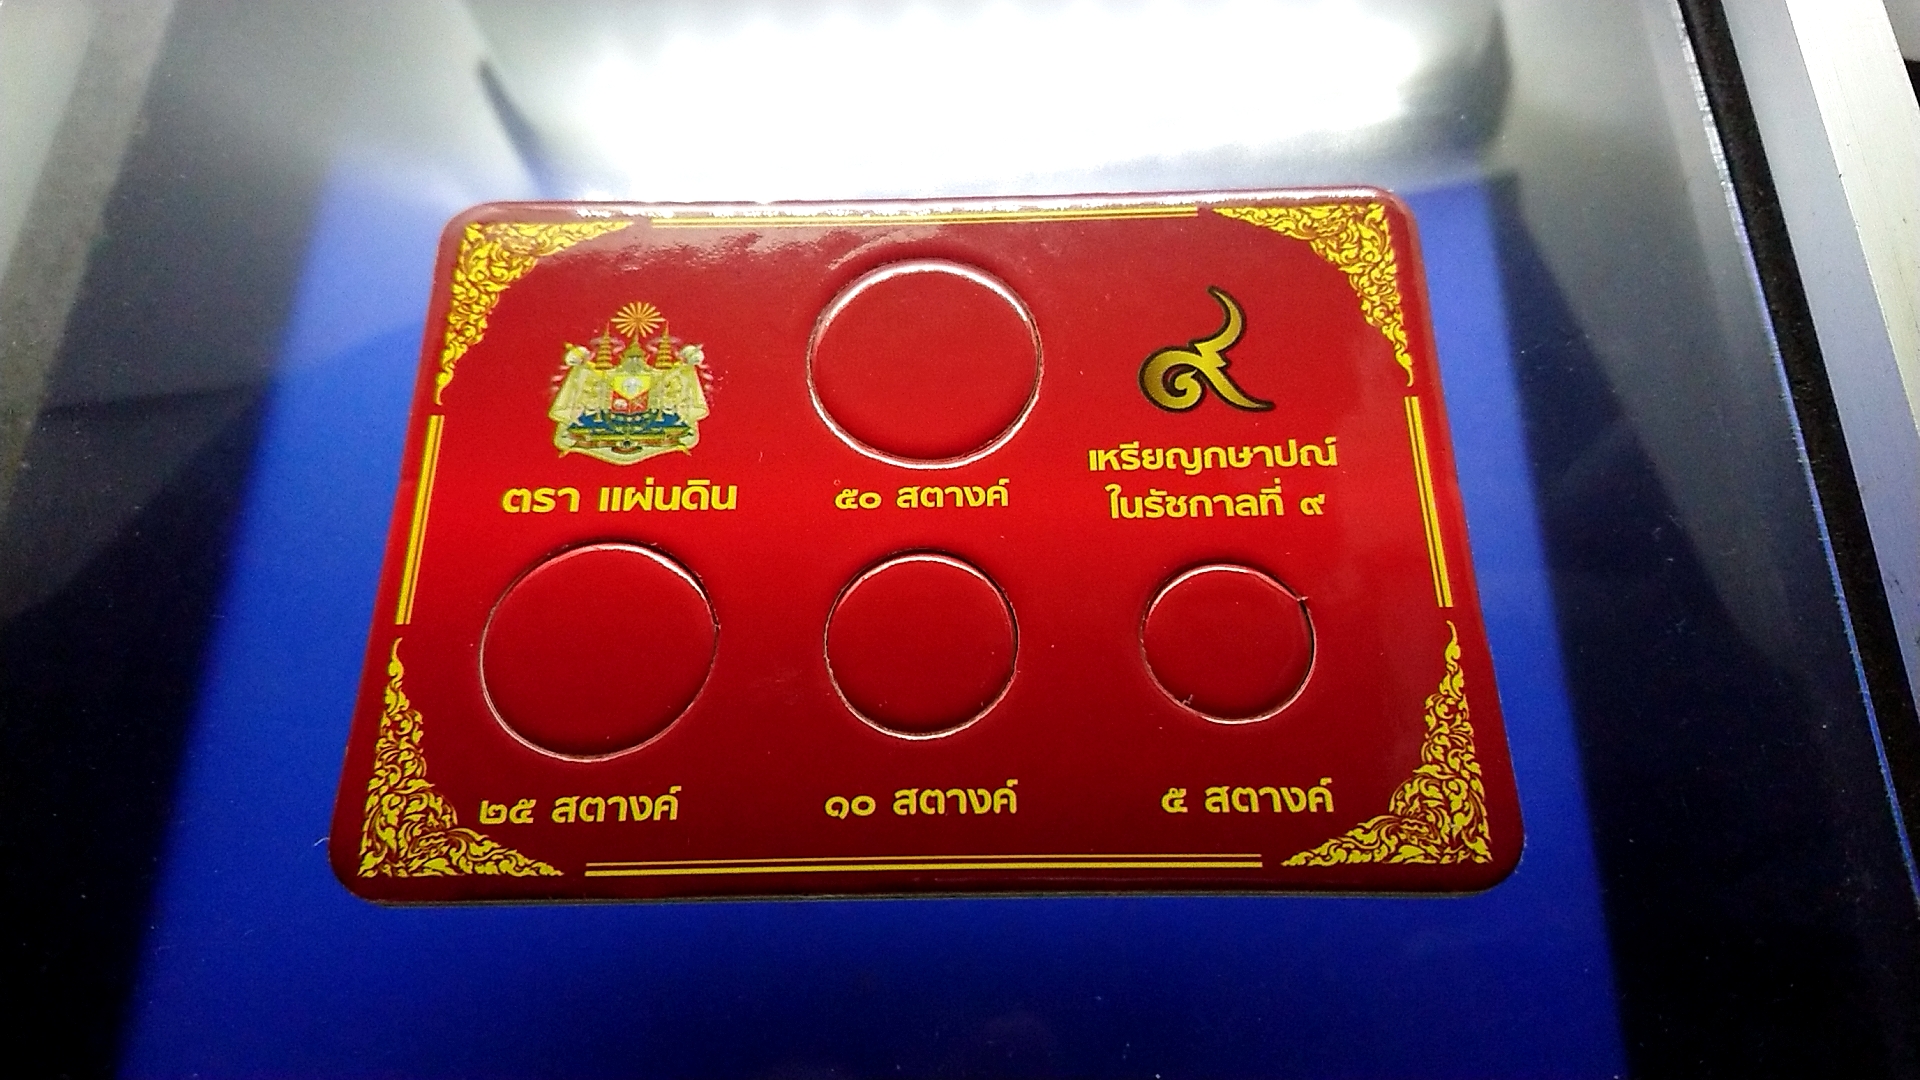 ๙
ตรา แผ่นดิน
๕๐ สตางค์
เหรียญกษาปณ์
ในรัชกาลที่ ๙
๒๕ สตางค์
๑๐ สตางค์
๕ สตางค์